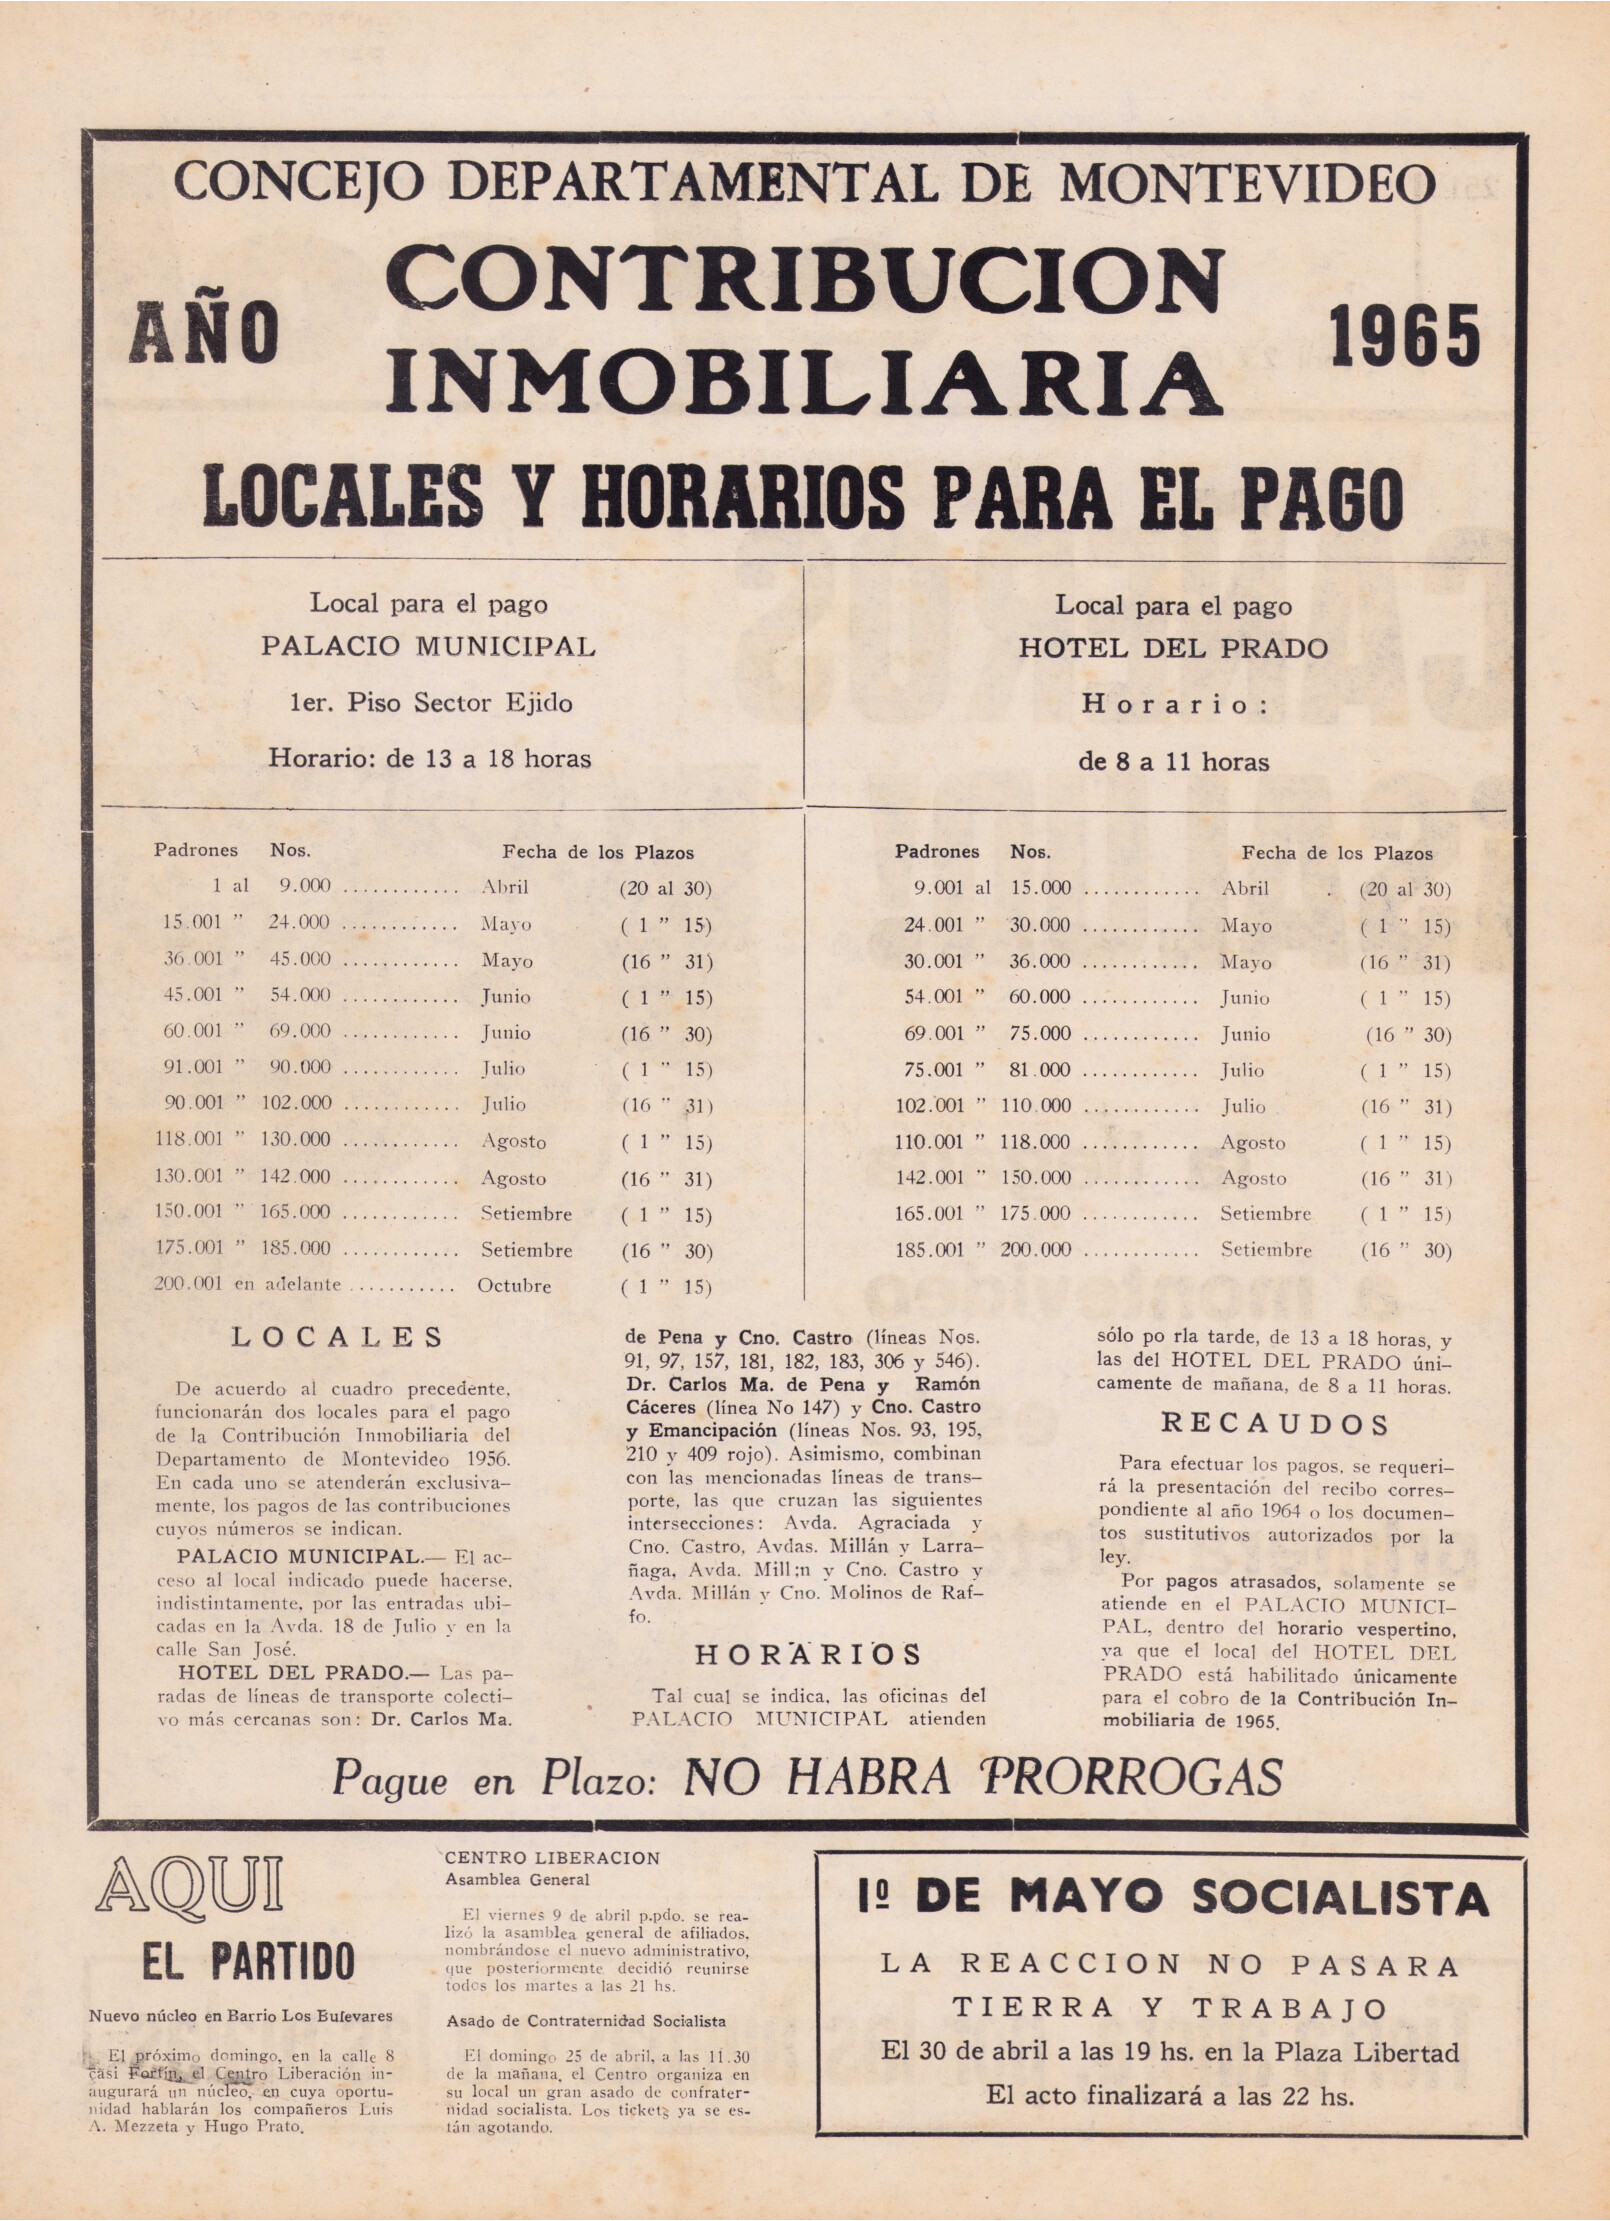 CONCEJO DEPARTAMENTAL DE MONTEVIDEO
AÑO
CONTRIBUCION
INMOBILIARIA
1965
LOCALES Y HORARIOS PARA EL PAGO
Local para el pago
PALACIO MUNICIPAL
1er. Piso Sector Ejido
Horario: de 13 a 18 horas
Local para el pago
HOTEL DEL PRADO
Horario:
de 8 a 11 horas
Padrones Nos. Fecha de los Plazos
1 al 9.000 ............ Abril (20 al 30)
15.001 " 24.000 ............ Mayo ( 1 " 15)
36.001 " 45.000 ............ Mayo (16 " 31)
45.001 " 54.000 ............ Junio ( 1 " 15)
60.001 " 69.000 ............ Junio (16 " 30)
91.001 " 90.000 ............ Julio ( 1 " 15)
90.001 " 102.000 ............ Julio (16 " 31)
118.001 " 130.000 ............ Agosto ( 1 " 15)
130.001 " 142.000 ............ Agosto (16 " 31)
150.001 " 165.000 ............ Setiembre ( 1 " 15)
175.001 " 185.000 ............ Setiembre (16 " 30)
200.001 en adelante ........... Octubre ( 1 " 15)
Padrones Nos. Fecha de los Plazos
9.001 al 15.000 ............ Abril (20 al 30)
24.001 " 30.000 ............ Mayo ( 1 " 15)
30.001 " 36.000 ............ Mayo (16 " 31)
54.001 " 60.000 ............ Junio ( 1 " 15)
69.001 " 75.000 ............ Junio (16 " 30)
75.001 " 81.000 ............ Julio ( 1 " 15)
102.001 " 110.000 ............ Julio (16 " 31)
110.001 " 118.000 ............ Agosto ( 1 " 15)
142.001 " 150.000 ............ Agosto (16 " 31)
165.001 " 175.000 ............ Setiembre ( 1 " 15)
185.001 " 200.000 ............ Setiembre (16 " 30)
LOCALES
De acuerdo al cuadro precedente,
funcionarán dos locales para el pago
de la Contribución Inmobiliaria del
Departamento de Montevideo 1956.
En cada uno se atenderán exclusiva-
mente, los pagos de las contribuciones
cuyos números se indican.
PALACIO MUNICIPAL.— El ac-
ceso al local indicado puede hacerse,
indistintamente, por las entradas ubi-
cadas en la Avda. 18 de Julio y en la
calle San José.
HOTEL DEL PRADO.— Las pa-
radas de líneas de transporte colecti-
vo más cercanas son: Dr. Carlos Ma.
de Pena y Cno. Castro (líneas Nos.
91, 97, 157, 181, 182, 183, 306 y 546).
Dr. Carlos Ma. de Pena y Ramón
Cáceres (línea No 147) y Cno. Castro
y Emancipación (líneas Nos. 93, 195,
210 y 409 rojo). Asimismo, combinan
con las mencionadas líneas de trans-
porte, las que cruzan las siguientes
intersecciones: Avda. Agraciada y
Cno. Castro, Avdas. Millán y Larra-
ñaga, Avda. Mill;n y Cno. Castro y
Avda. Millán y Cno. Molinos de Raf-
fo.
HORARIOS
Tal cual se indica, las oficinas del
PALACIO MUNICIPAL atienden
sólo po rla tarde, de 13 a 18 horas, y
las del HOTEL DEL PRADO úni-
camente de mañana, de 8 a 11 horas.
RECAUDOS
Para efectuar los pagos, se requeri-
rá la presentación del recibo corres-
pondiente al año 1964 o los documen-
tos sustitutivos autorizados por la
ley.
Por pagos atrasados, solamente se
atiende en el PALACIO MUNICI-
PAL, dentro del horario vespertino,
ya que el local del HOTEL DEL
PRADO está habilitado únicamente
para el cobro de la Contribución In-
mobiliaria de 1965.
Pague en Plazo: NO HABRA PRORROGAS
AQUI
EL PARTIDO
Nuevo núcleo en Barrio Los Bulevares
El próximo domingo, en la calle 8
casi Fortín, el Centro Liberación in-
augurará un núcleo, en cuya oportu-
nidad hablarán los compañeros Luis
A. Mezzeta y Hugo Prato.
CENTRO LIBERACION
Asamblea General
El viernes 9 de abril p.pdo. se rea-
lizó la asamblea general de afiliados,
nombrándose el nuevo administrativo,
que posteriormente decidió reunirse
todos los martes a las 21 hs.
Asado de Contraternidad Socialista
El domingo 25 de abril, a las 11.30
de la mañana, el Centro organiza en
su local un gran asado de confrater-
nidad socialista. Los tickets ya se es-
tán agotando.
1º DE MAYO SOCIALISTA
LA REACCION NO PASARA
TIERRA Y TRABAJO
El 30 de abril a las 19 hs. en la Plaza Libertad
El acto finalizará a las 22 hs.